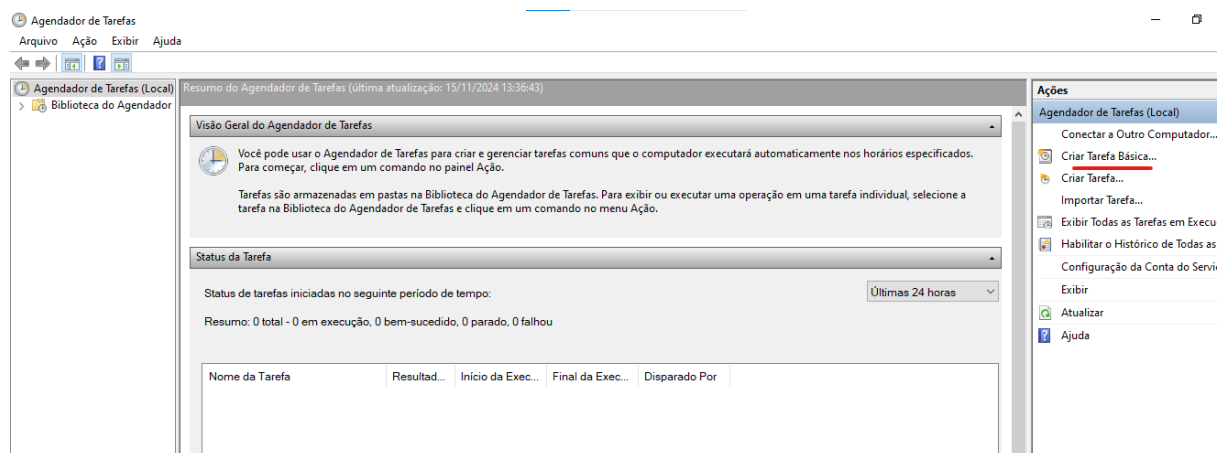 Agendador de Tarefas
Arquivo Ação Exibir Ajuda
Agendador de Tarefas (Local)
Biblioteca do Agendador
Resumo do Agendador de Tarefas (última atualização: 15/11/2024 13:36:43)
Visão Geral do Agendador de Tarefas
Você pode usar o Agendador de Tarefas para criar e gerenciar tarefas comuns que o computador executará automaticamente nos horários especificados.
Para começar, clique em um comando no painel Ação.
Tarefas são armazenadas em pastas na Biblioteca do Agendador de Tarefas. Para exibir ou executar uma operação em uma tarefa individual, selecione a
tarefa na Biblioteca do Agendador de Tarefas e clique em um comando no menu Ação.
Status da Tarefa
Status de tarefas iniciadas no seguinte período de tempo:
Últimas 24 horas
Resumo: 0 total - 0 em execução, 0 bem-sucedido, 0 parado, 0 falhou
Nome da Tarefa Resultad... Início da Exec... Final da Exec... Disparado Por
Ações
Agendador de Tarefas (Local)
Conectar a Outro Computador...
Criar Tarefa Básica...
Criar Tarefa...
Importar Tarefa...
Exibir Todas as Tarefas em Execu
Habilitar o Histórico de Todas as
Configuração da Conta do Servi
Exibir
Atualizar
Ajuda